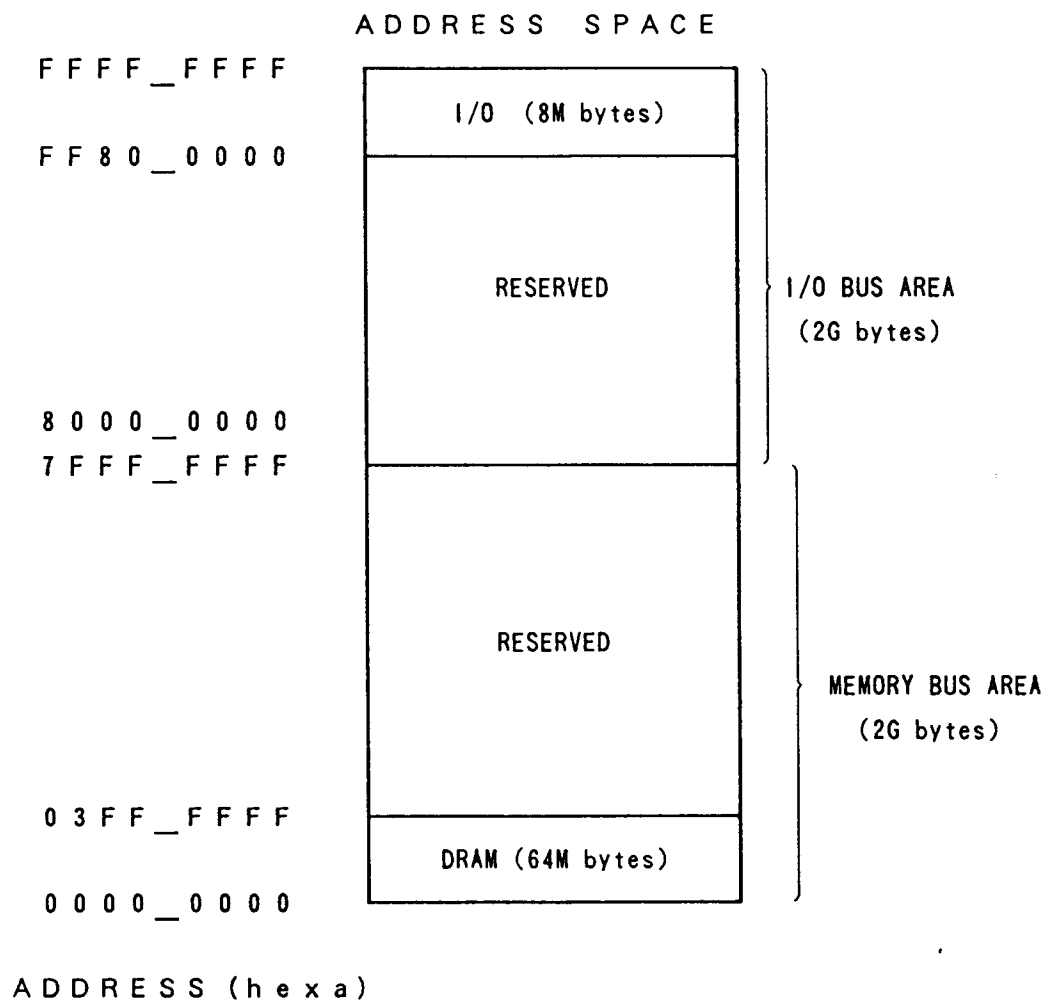 ADDRESS SPACE
FFFF_FFFF
I/O (8M bytes)
FF80_0000
RESERVED
I/O BUS AREA
(2G bytes)
8000_0000
7FFF_FFFF
RESERVED
MEMORY BUS AREA
(2G bytes)
03FF_FFFF
DRAM (64M bytes)
0000_0000
ADDRESS (hexa)